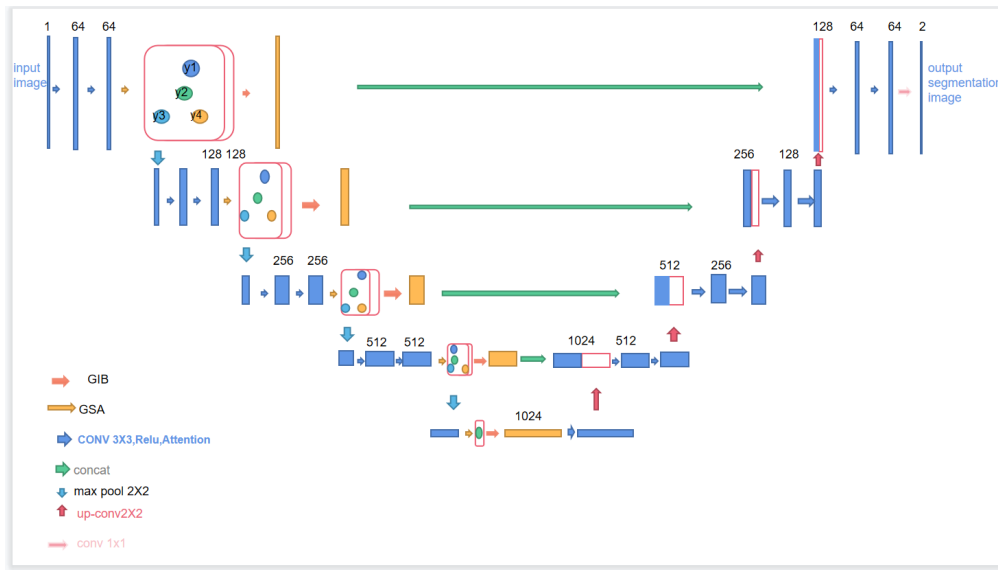 1 64 64
128 64 64 2
input
image
y1
y2
y3 y4
output
segmentation
image
128 128
256 128
256 256
512 256
512 512
1024 512
1024
GIB
GSA
CONV 3X3,Relu,Attention
concat
max pool 2X2
up-conv2X2
conv 1x1